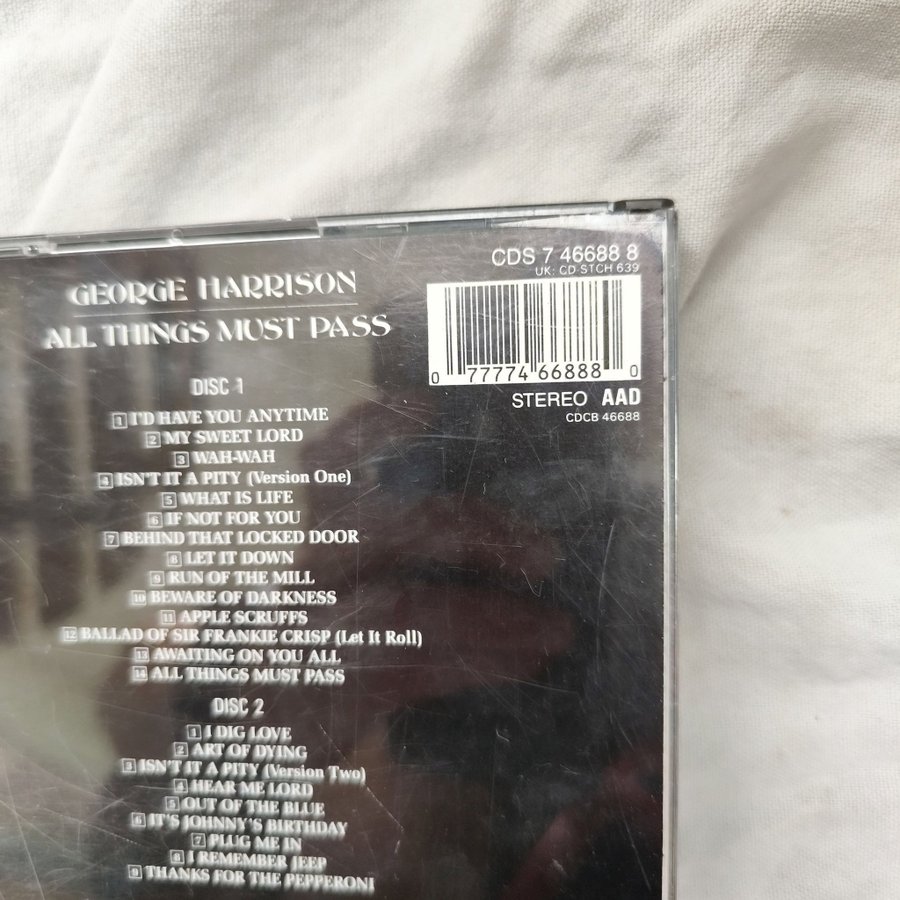 CDS 7 46688 8
UK: CD-STCH 639
GEORGE HARRISON
ALL THINGS MUST PASS
0 77774 66888 0
STEREO AAD
CDCB 46688
DISC 1
1 I'D HAVE YOU ANYTIME
2 MY SWEET LORD
3 WAH-WAH
4 ISN'T IT A PITY (Version One)
5 WHAT IS LIFE
6 IF NOT FOR YOU
7 BEHIND THAT LOCKED DOOR
8 LET IT DOWN
9 RUN OF THE MILL
10 BEWARE OF DARKNESS
11 APPLE SCRUFFS
12 BALLAD OF SIR FRANKIE CRISP (Let It Roll)
13 AWAITING ON YOU ALL
14 ALL THINGS MUST PASS
DISC 2
1 I DIG LOVE
2 ART OF DYING
3 ISN'T IT A PITY (Version Two)
4 HEAR ME LORD
5 OUT OF THE BLUE
6 IT'S JOHNNY'S BIRTHDAY
7 PLUG ME IN
8 I REMEMBER JEEP
9 THANKS FOR THE PEPPERONI